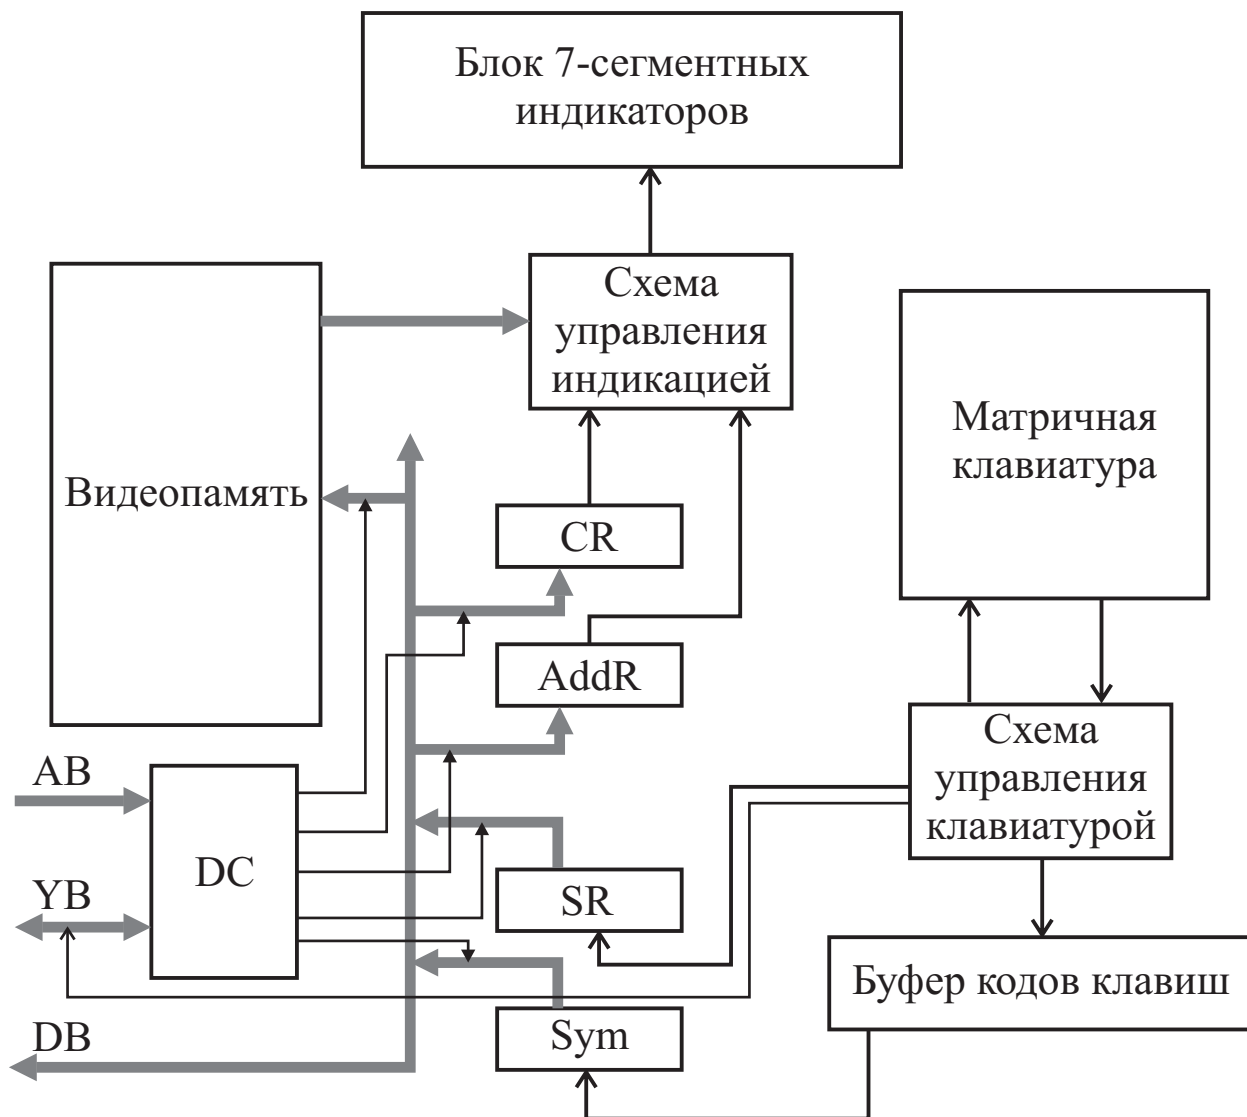 Блок 7-сегментных
индикаторов
Схема
управления
индикацией
Матричная
клавиатура
Видеопамять
CR
AddR
Схема
управления
клавиатурой
AB
DC
YB
SR
Буфер кодов клавиш
DB
Sym